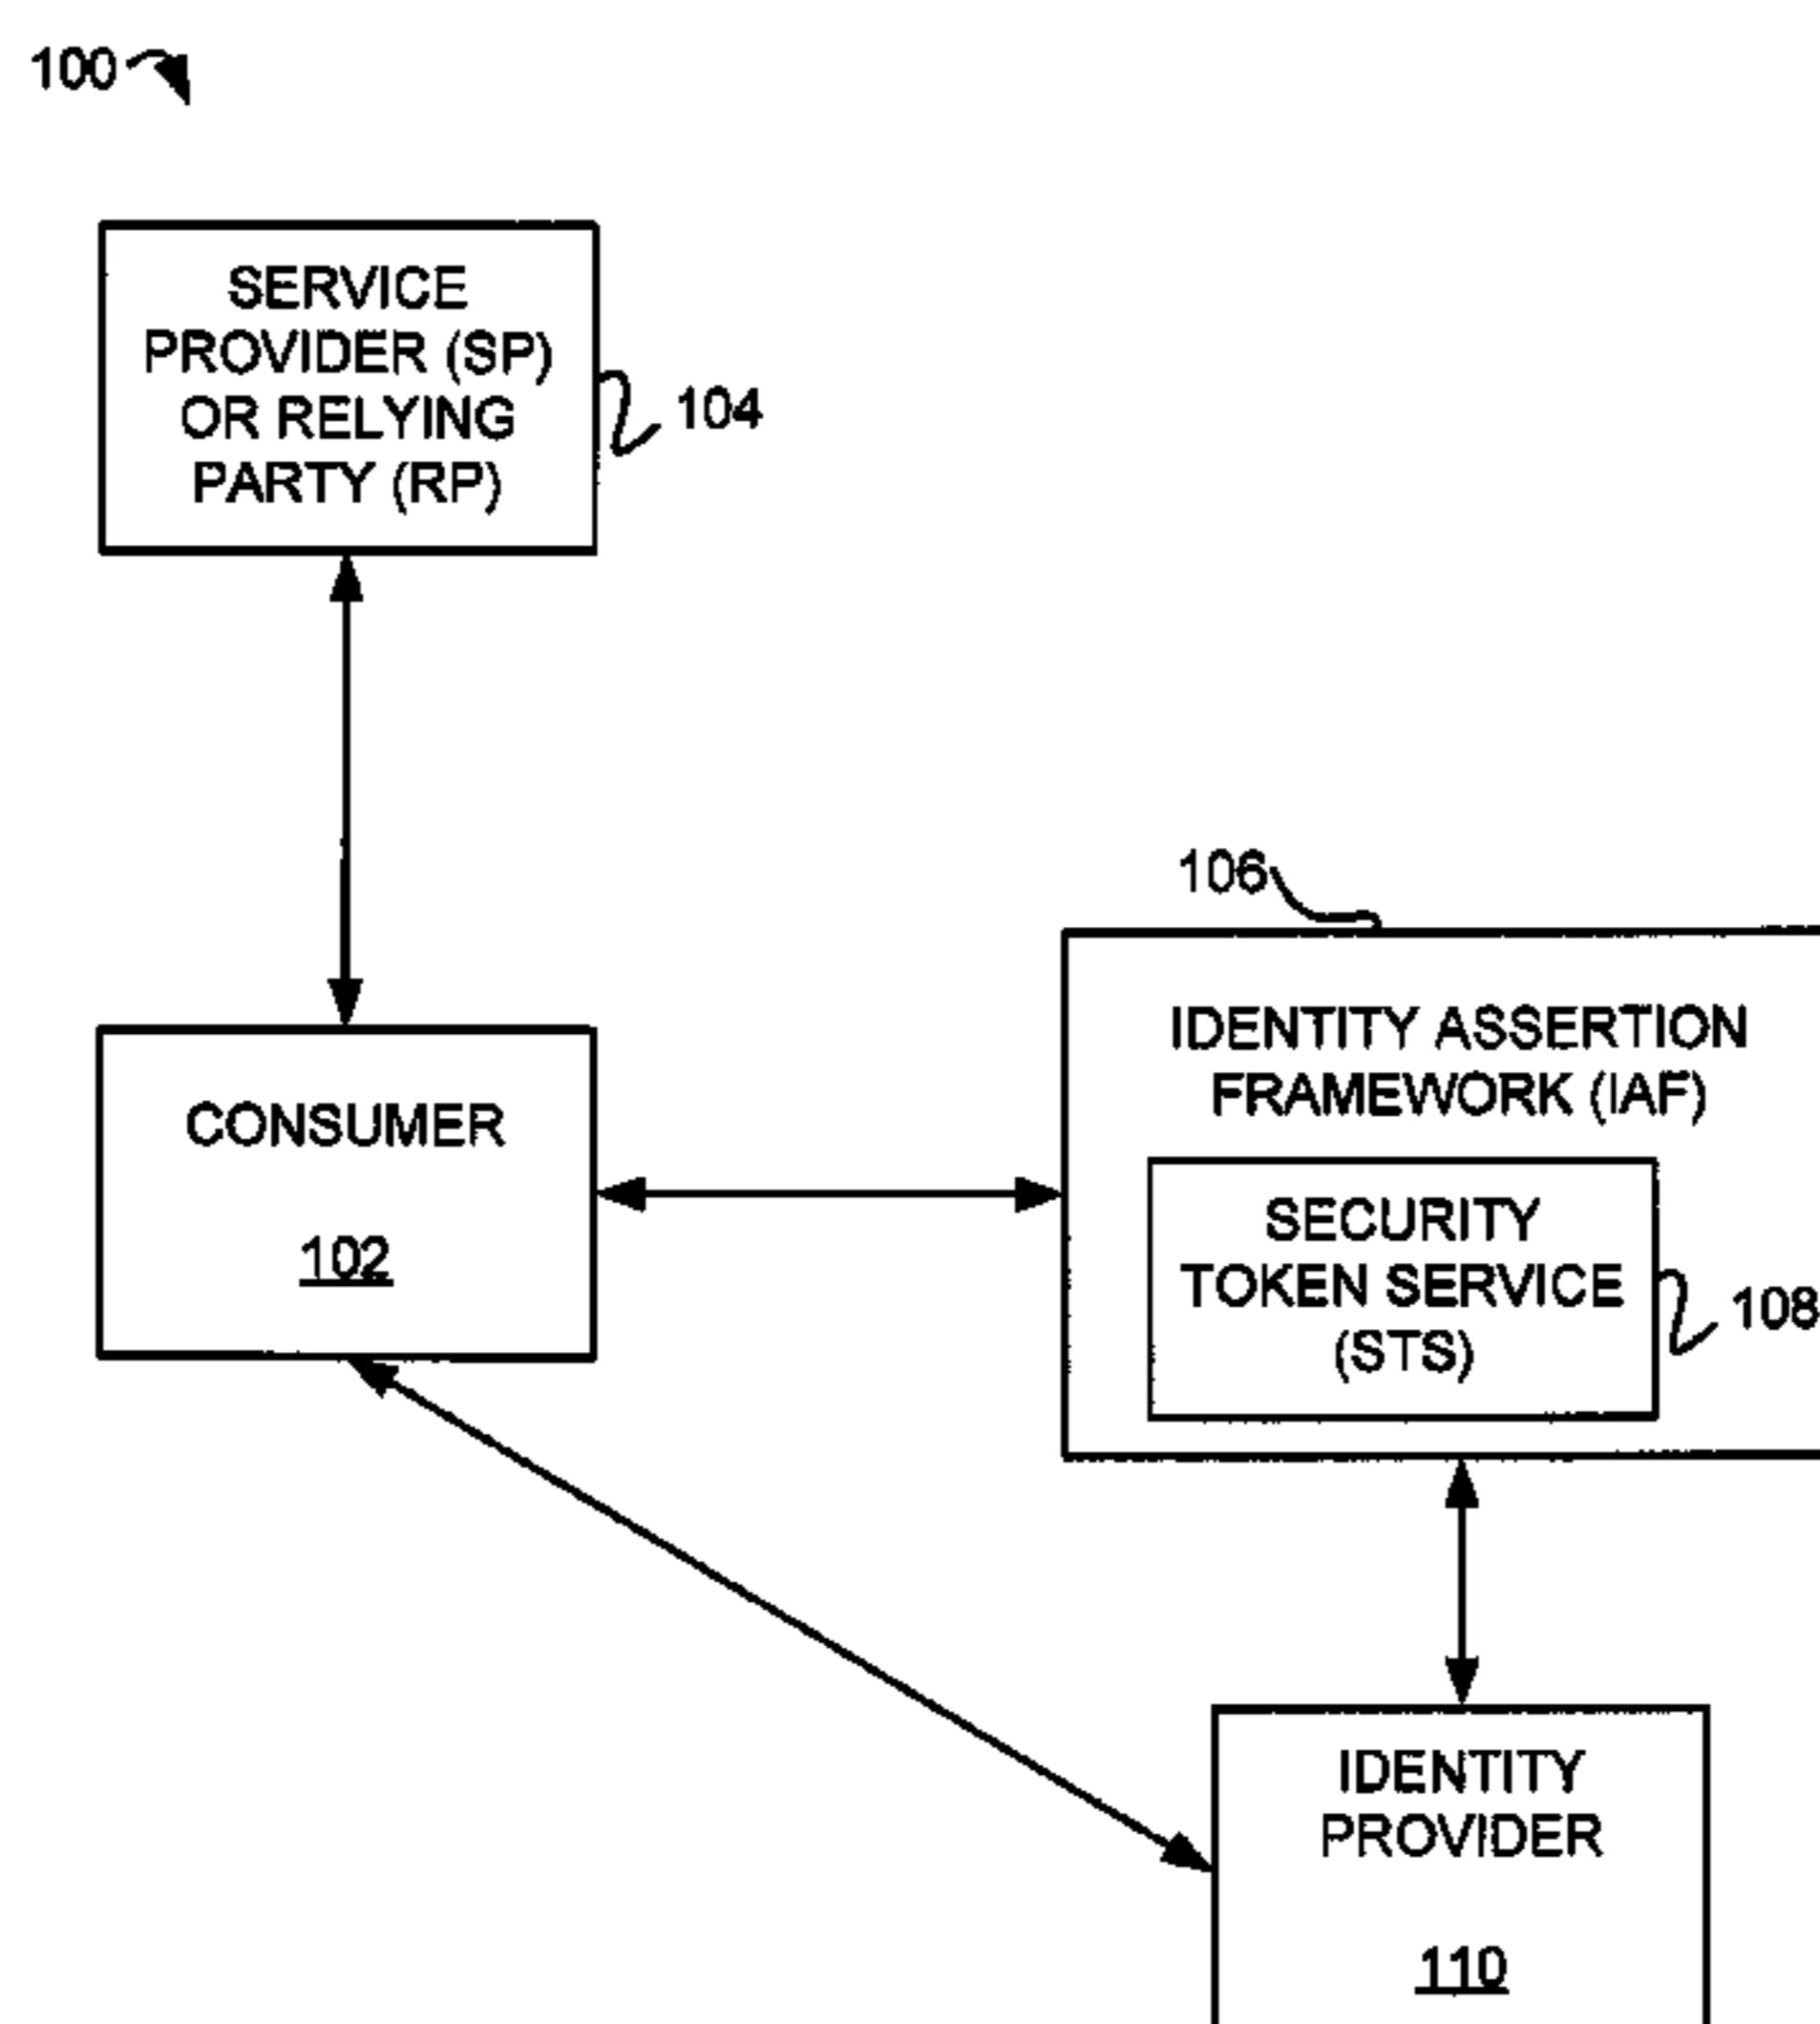 100
SERVICE
PROVIDER (SP)
OR RELYING
PARTY (RP)
104
106
IDENTITY ASSERTION
FRAMEWORK (IAF)
CONSUMER
102
SECURITY
TOKEN SERVICE
(STS)
108
IDENTITY
PROVIDER
110